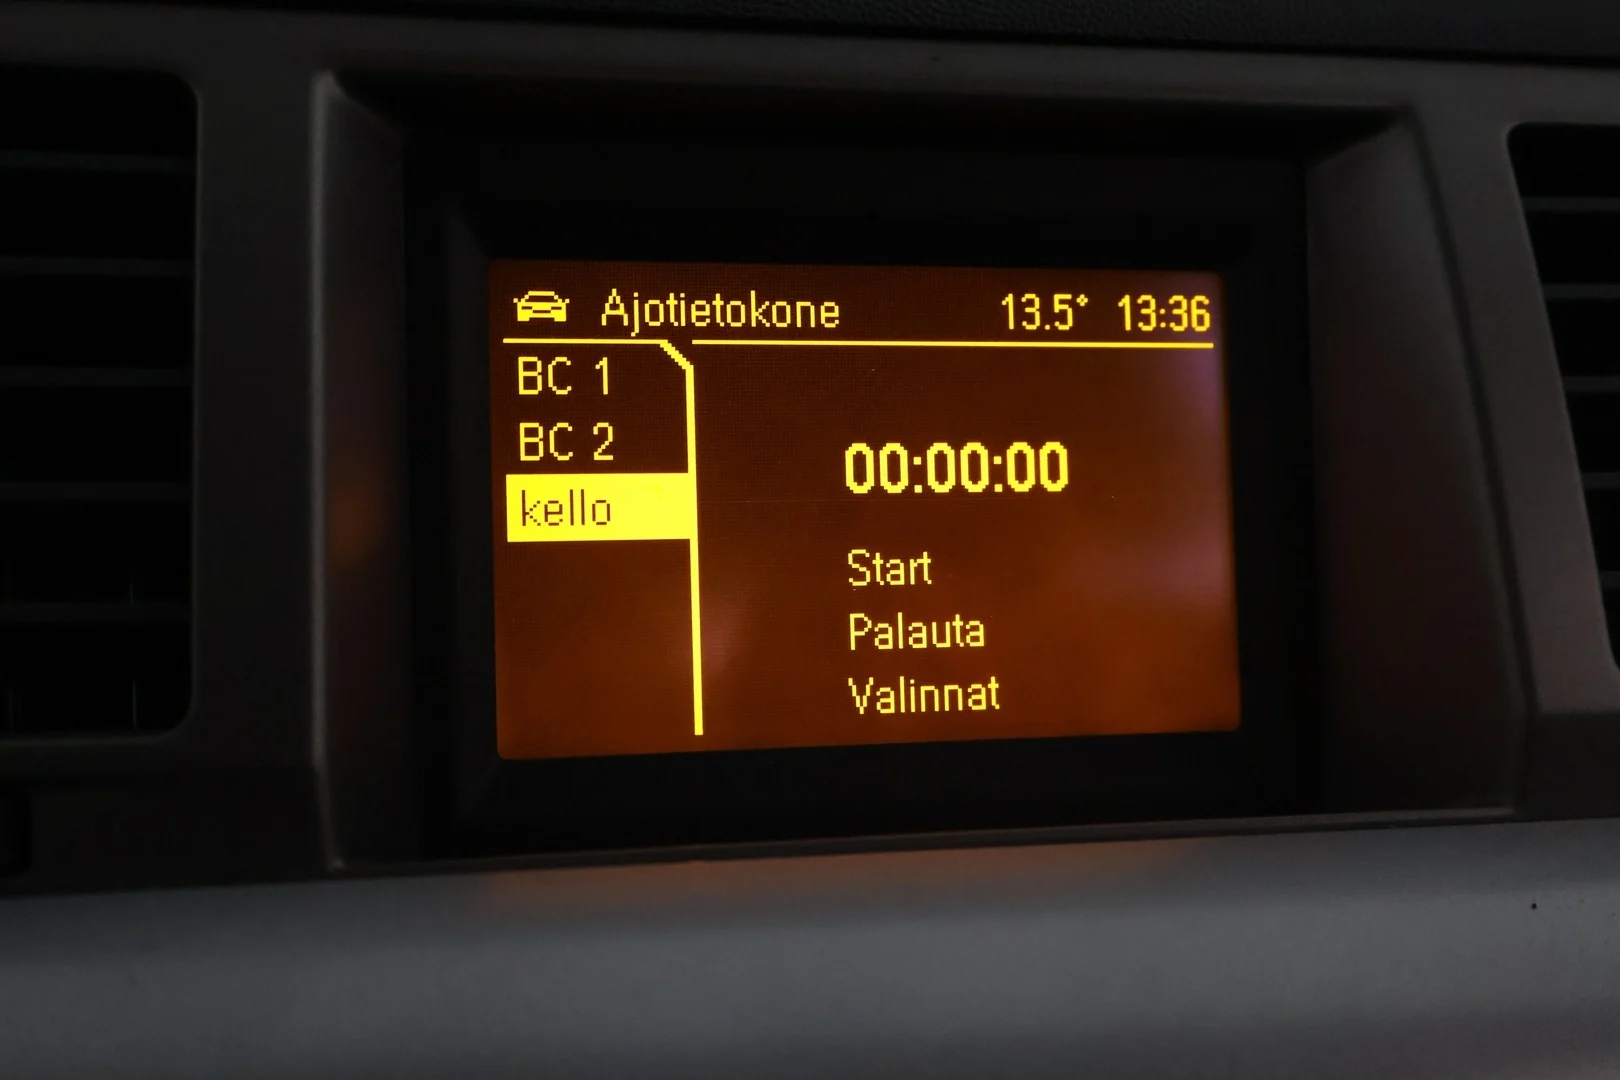 Ajotietokone 13.5° 13:36
BC 1
BC 2
kello
00:00:00
Start
Palauta
Valinnat